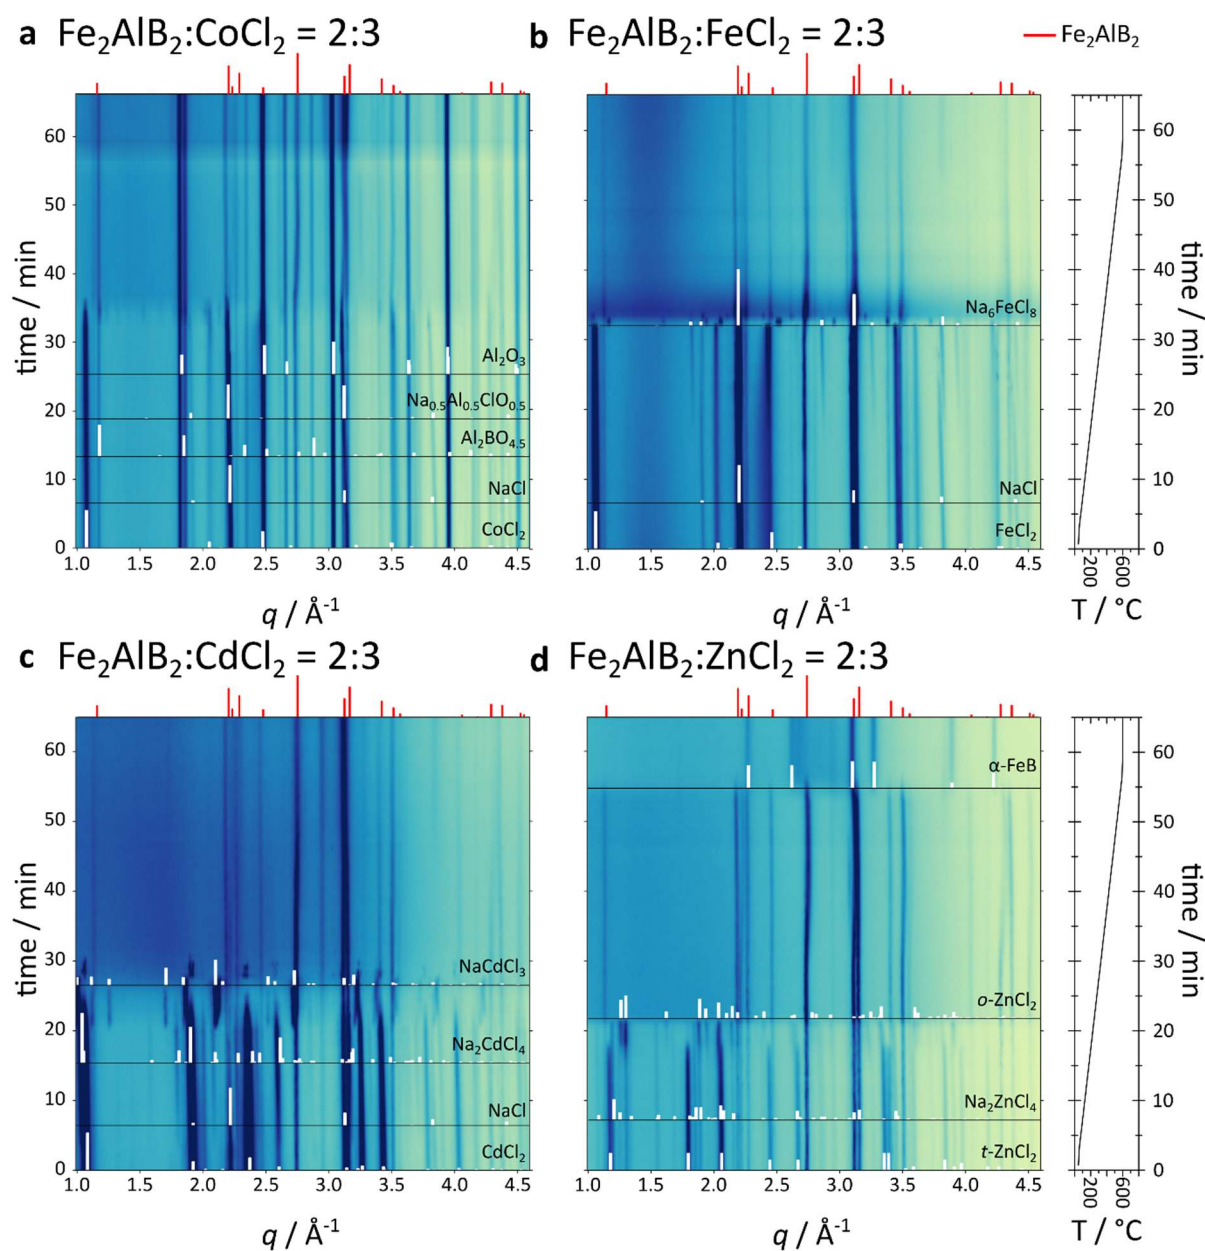 a Fe₂AlB₂:CoCl₂ = 2:3
b Fe₂AlB₂:FeCl₂ = 2:3
Fe₂AlB₂
60
50
40
30
20
10
0
time / min
Al₂O₃
Na₀.₅Al₀.₅ClO₀.₅
Al₂BO₄.₅
NaCl
CoCl₂
1.0 1.5 2.0 2.5 3.0 3.5 4.0 4.5
q / Å⁻¹
Na₆FeCl₈
NaCl
FeCl₂
1.0 1.5 2.0 2.5 3.0 3.5 4.0 4.5
q / Å⁻¹
60
50
40
30
20
10
0
time / min
200 600
T / °C
c Fe₂AlB₂:CdCl₂ = 2:3
d Fe₂AlB₂:ZnCl₂ = 2:3
60
50
40
30
20
10
0
time / min
NaCdCl₃
Na₂CdCl₄
NaCl
CdCl₂
1.0 1.5 2.0 2.5 3.0 3.5 4.0 4.5
q / Å⁻¹
α-FeB
o-ZnCl₂
Na₂ZnCl₄
t-ZnCl₂
1.0 1.5 2.0 2.5 3.0 3.5 4.0 4.5
q / Å⁻¹
60
50
40
30
20
10
0
time / min
200 600
T / °C